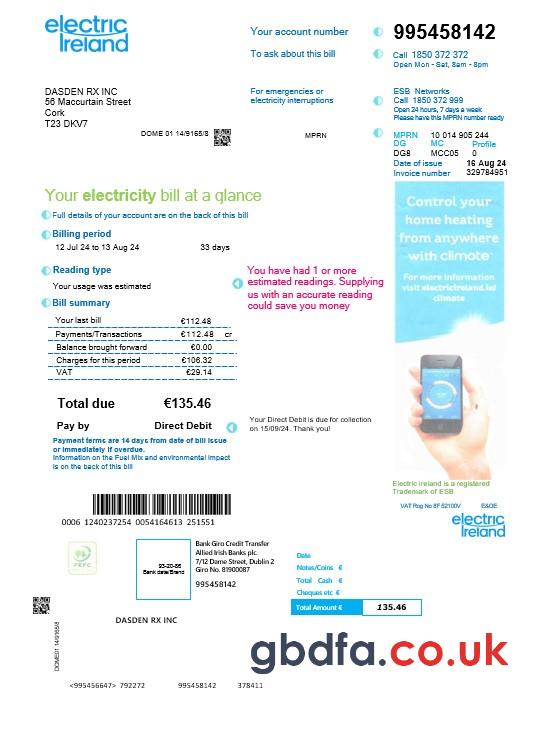 electric
Ireland
Your account number
995458142
To ask about this bill
Call 1850 372 372
Open Mon - Sat, 8am - 8pm
DASDEN RX INC
56 Maccurtain Street
Cork
T23 DKV7
For emergencies or
electricity interruptions
ESB Networks
Call 1850 372 999
Open 24 hours, 7 days a week
Please have this MPRN number ready
DOME 01 14/9165/8
MPRN
MPRN 10 014 905 244
DG MC Profile
DG8 MCC05 0
Date of issue 16 Aug 24
Invoice number 329784951
Your electricity bill at a glance
Full details of your account are on the back of this bill
Billing period
12 Jul 24 to 13 Aug 24 33 days
Reading type
Your usage was estimated
You have had 1 or more
estimated readings. Supplying
us with an accurate reading
could save you money
Bill summary
Your last bill €112.48
Payments/Transactions €112.48 cr
Balance brought forward €0.00
Charges for this period €106.32
VAT €29.14
Total due €135.46
Pay by Direct Debit
Your Direct Debit is due for collection
on 15/09/24. Thank you!
Payment terms are 14 days from date of bill issue
or immediately if overdue.
Information on the Fuel Mix and environmental impact
is on the back of this bill
Control your
home heating
from anywhere
with climote
For more information
visit electricireland.ie/
climote
Electric Ireland is a registered
Trademark of ESB
VAT Reg No 8F 52100V E&OE
electric
Ireland
0006 1240237254 0054164613 251551
PEFC
93-20-86
Bank date/Brand
Bank Giro Credit Transfer
Allied Irish Banks plc.
7/12 Dame Street, Dublin 2
Giro No. 81900087
995458142
Date
Notes/Coins €
Total Cash €
Cheques etc €
Total Amount € 135.46
DASDEN RX INC
DOME01 14/9165/8
gbdfa.co.uk
<995456647> 792272 995458142 378411